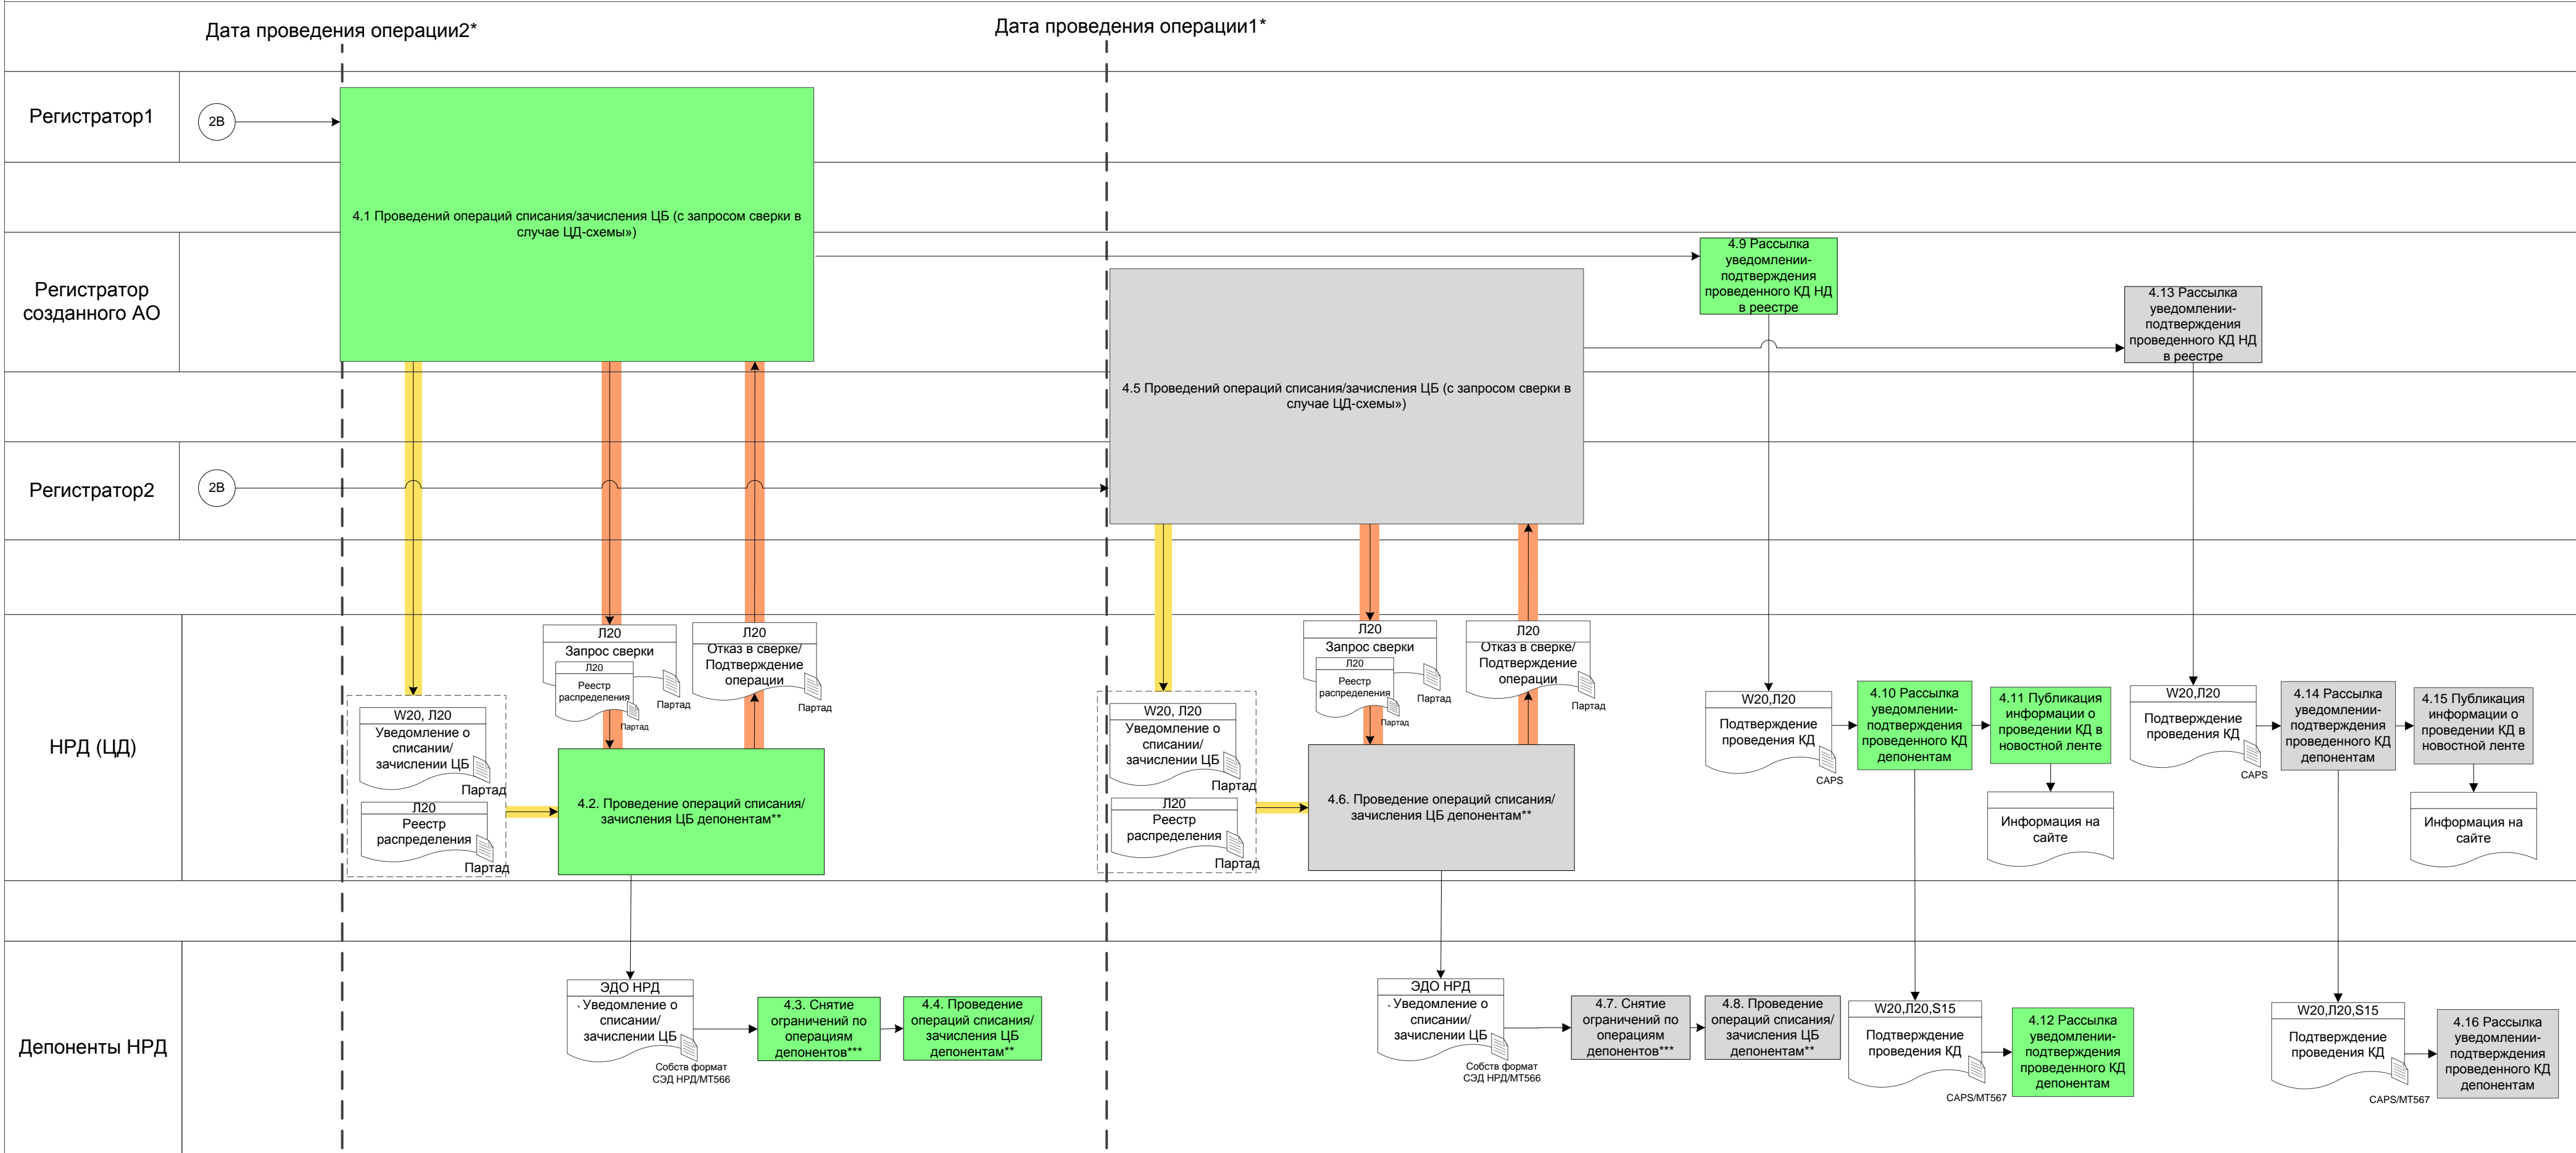 Дата проведения операции2*
Дата проведения операции1*
Регистратор1
2В
4.1 Проведений операций списания/зачисления ЦБ (с запросом сверки в
случае ЦД-схемы»)
Регистратор
созданного АО
4.9 Рассылка
уведомлении-
подтверждения
проведенного КД НД
в реестре
4.13 Рассылка
уведомлении-
подтверждения
проведенного КД НД
в реестре
4.5 Проведений операций списания/зачисления ЦБ (с запросом сверки в
случае ЦД-схемы»)
Регистратор2
2В
НРД (ЦД)
W20, Л20
Уведомление о
списании/
зачислении ЦБ
Партад
Л20
Реестр
распределения
Партад
Л20
Запрос сверки
Л20
Реестр
распределения
Партад
Партад
Л20
Отказ в сверке/
Подтверждение
операции
Партад
4.2. Проведение операций списания/
зачисления ЦБ депонентам**
W20, Л20
Уведомление о
списании/
зачислении ЦБ
Партад
Л20
Реестр
распределения
Партад
Л20
Запрос сверки
Л20
Реестр
распределения
Партад
Партад
Л20
Отказ в сверке/
Подтверждение
операции
Партад
4.6. Проведение операций списания/
зачисления ЦБ депонентам**
W20,Л20
Подтверждение
проведения КД
CAPS
4.10 Рассылка
уведомлении-
подтверждения
проведенного КД
депонентам
4.11 Публикация
информации о
проведении КД в
новостной ленте
Информация на
сайте
W20,Л20
Подтверждение
проведения КД
CAPS
4.14 Рассылка
уведомлении-
подтверждения
проведенного КД
депонентам
4.15 Публикация
информации о
проведении КД в
новостной ленте
Информация на
сайте
Депоненты НРД
ЭДО НРД
Уведомление о
списании/
зачислении ЦБ
Собств формат
СЭД НРД/МТ566
4.3. Снятие
ограничений по
операциям
депонентов***
4.4. Проведение
операций списания/
зачисления ЦБ
депонентам**
ЭДО НРД
Уведомление о
списании/
зачислении ЦБ
Собств формат
СЭД НРД/МТ566
4.7. Снятие
ограничений по
операциям
депонентов***
4.8. Проведение
операций списания/
зачисления ЦБ
депонентам**
W20,Л20,S15
Подтверждение
проведения КД
CAPS/MT567
4.12 Рассылка
уведомлении-
подтверждения
проведенного КД
депонентам
W20,Л20,S15
Подтверждение
проведения КД
CAPS/MT567
4.16 Рассылка
уведомлении-
подтверждения
проведенного КД
депонентам